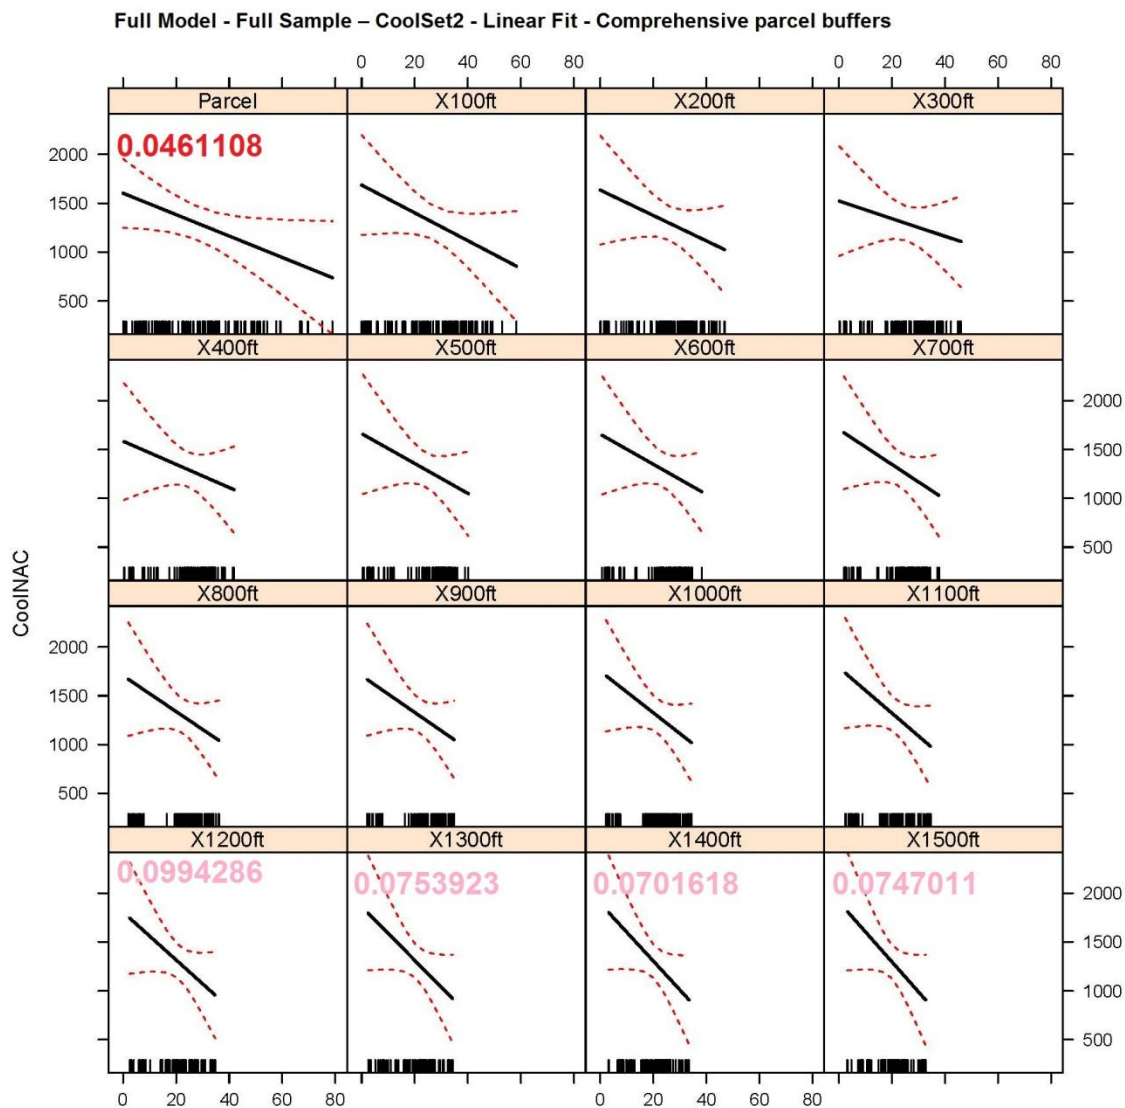 Full Model - Full Sample – CoolSet2 - Linear Fit - Comprehensive parcel buffers
0 20 40 60 80 0 20 40 60 80
Parcel X100ft X200ft X300ft
0.0461108
2000
1500
1000
500
X400ft X500ft X600ft X700ft
2000
1500
1000
500
CoolNAC
X800ft X900ft X1000ft X1100ft
2000
1500
1000
500
X1200ft X1300ft X1400ft X1500ft
0.0994286 0.0753923 0.0701618 0.0747011
2000
1500
1000
500
0 20 40 60 80 0 20 40 60 80